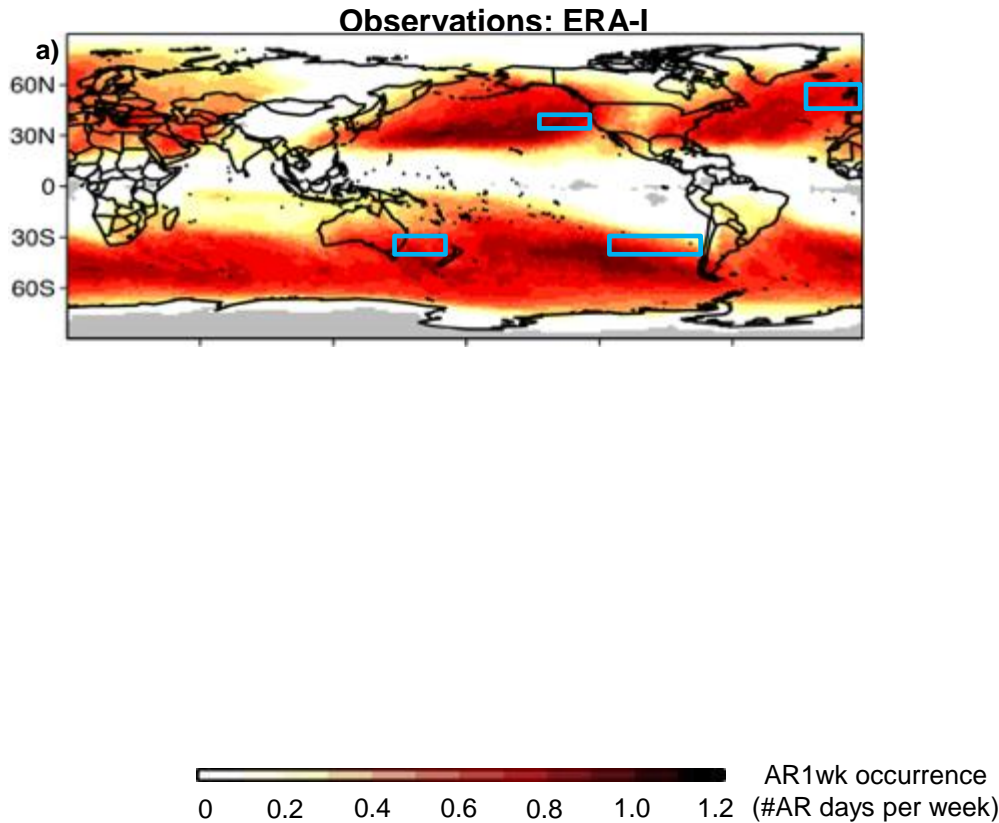 Observations: ERA-I
a)
60N
30N
0
30S
60S
0 0.2 0.4 0.6 0.8 1.0 1.2
AR1wk occurrence
(#AR days per week)